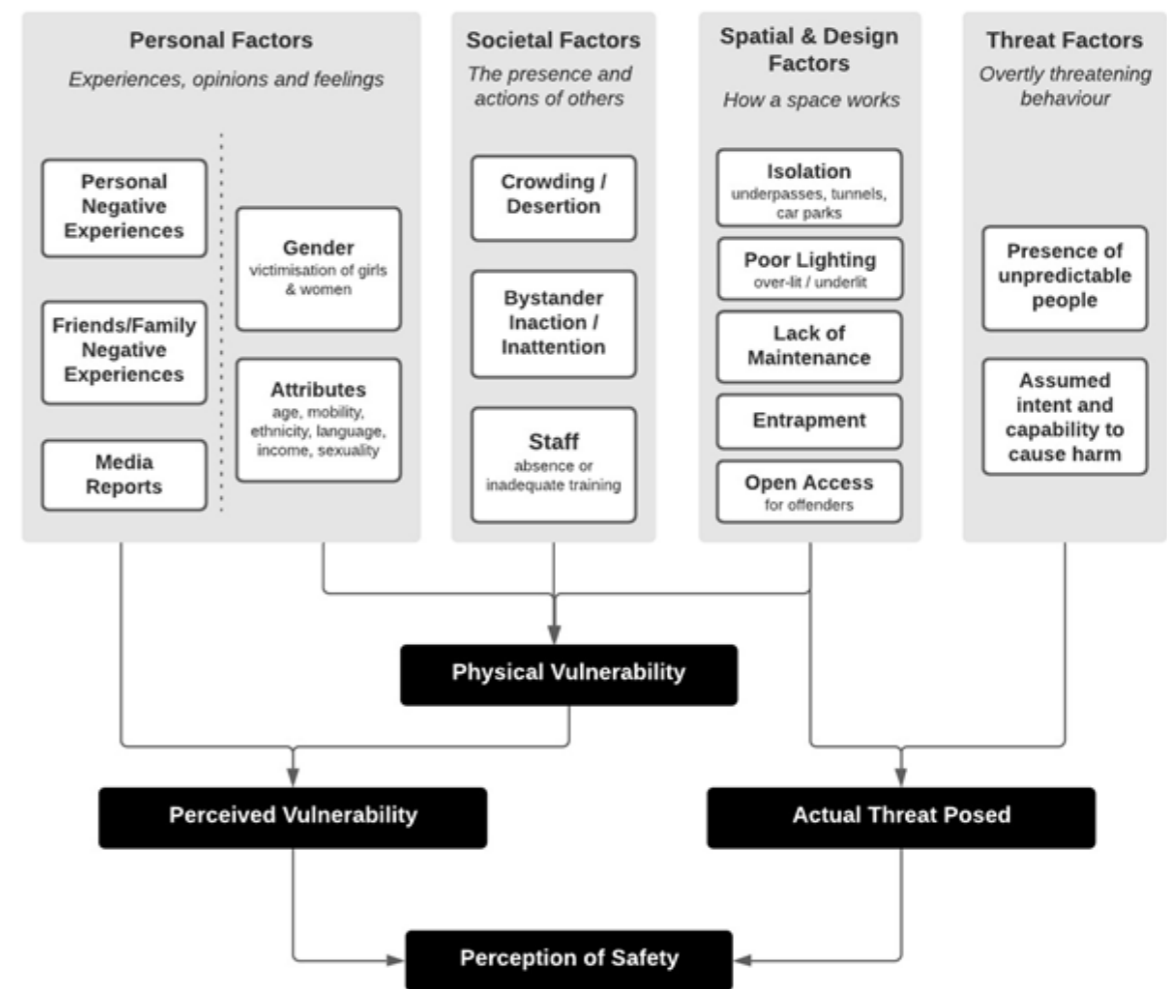 Personal Factors
Experiences, opinions and feelings
Personal
Negative
Experiences
Friends/Family
Negative
Experiences
Media
Reports
Gender
victimisation of girls
& women
Attributes
age, mobility,
ethnicity, language,
income, sexuality
Societal Factors
The presence and
actions of others
Crowding /
Desertion
Bystander
Inaction /
Inattention
Staff
absence or
inadequate training
Spatial & Design
Factors
How a space works
Isolation
underpasses, tunnels,
car parks
Poor Lighting
over-lit / underlit
Lack of
Maintenance
Entrapment
Open Access
for offenders
Threat Factors
Overtly threatening
behaviour
Presence of
unpredictable
people
Assumed
intent and
capability to
cause harm
Physical Vulnerability
Perceived Vulnerability
Actual Threat Posed
Perception of Safety